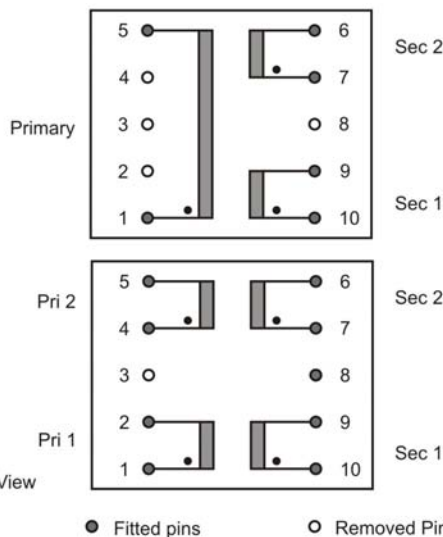 5 6 Sec 2
4 7
Primary 3 8
2 9
1 10 Sec 1
5 6
Pri 2 Sec 2
4 7
3 8
2 9
Pri 1 Sec 1
1 10
View
Fitted pins Removed Pin